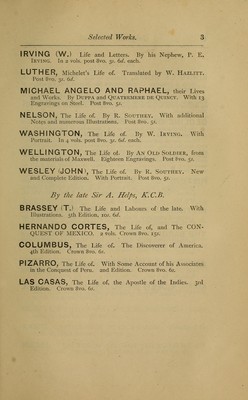 Selected Works. 3
IRVING (W.) Life and Letters. By his Nephew, P. E.
IRVING. In 2 vols. post 8vo. 3s. 6d. each.
LUTHER, Michelet's Life of. Translated by W. HAZLITT.
Post 8vo. 3s. 6d.
MICHAEL ANGELO AND RAPHAEL, their Lives
and Works. By DUPPA and QUATREMERE DE QUINCY. With 13
Engravings on Steel. Post 8vo. 5s.
NELSON, The Life of. By R. SOUTHEY. With additional
Notes and numerous Illustrations. Post 8vo. 5s.
WASHINGTON, The Life of. By W. IRVING. With
Portrait. In 2 vols. post 8vo. 3s. 6d. each.
WELLINGTON, The Life of. By AN OLD SOLDIER, from
the materials of Maxwell. Eighteen Engravings. Post 8vo. 5s.
WESLEY (JOHN), The Life of. By R. SOUTHEY. New
and Complete Edition. With Portrait. Post 8vo. 5s.
By the late Sir A. Helps, K.C.B.
BRASSEY (T.) The Life and Labours of the late. With
Illustrations. 5th Edition, 10s. 6d.
HERNANDO CORTES, The Life of, and The CON-
QUEST OF MEXICO. 2 vols. Crown 8vo. 15s.
COLUMBUS, The Life of. The Discoverer of America.
4th Edition. Crown 8vo. 6s.
PIZARRO, The Life of. With Some Account of his Associates
in the Conquest of Peru. 2nd Edition. Crown 8vo. 6s.
LAS CASAS, The Life of, the Apostle of the Indies. 3rd
Edition. Crown 8vo. 6s.